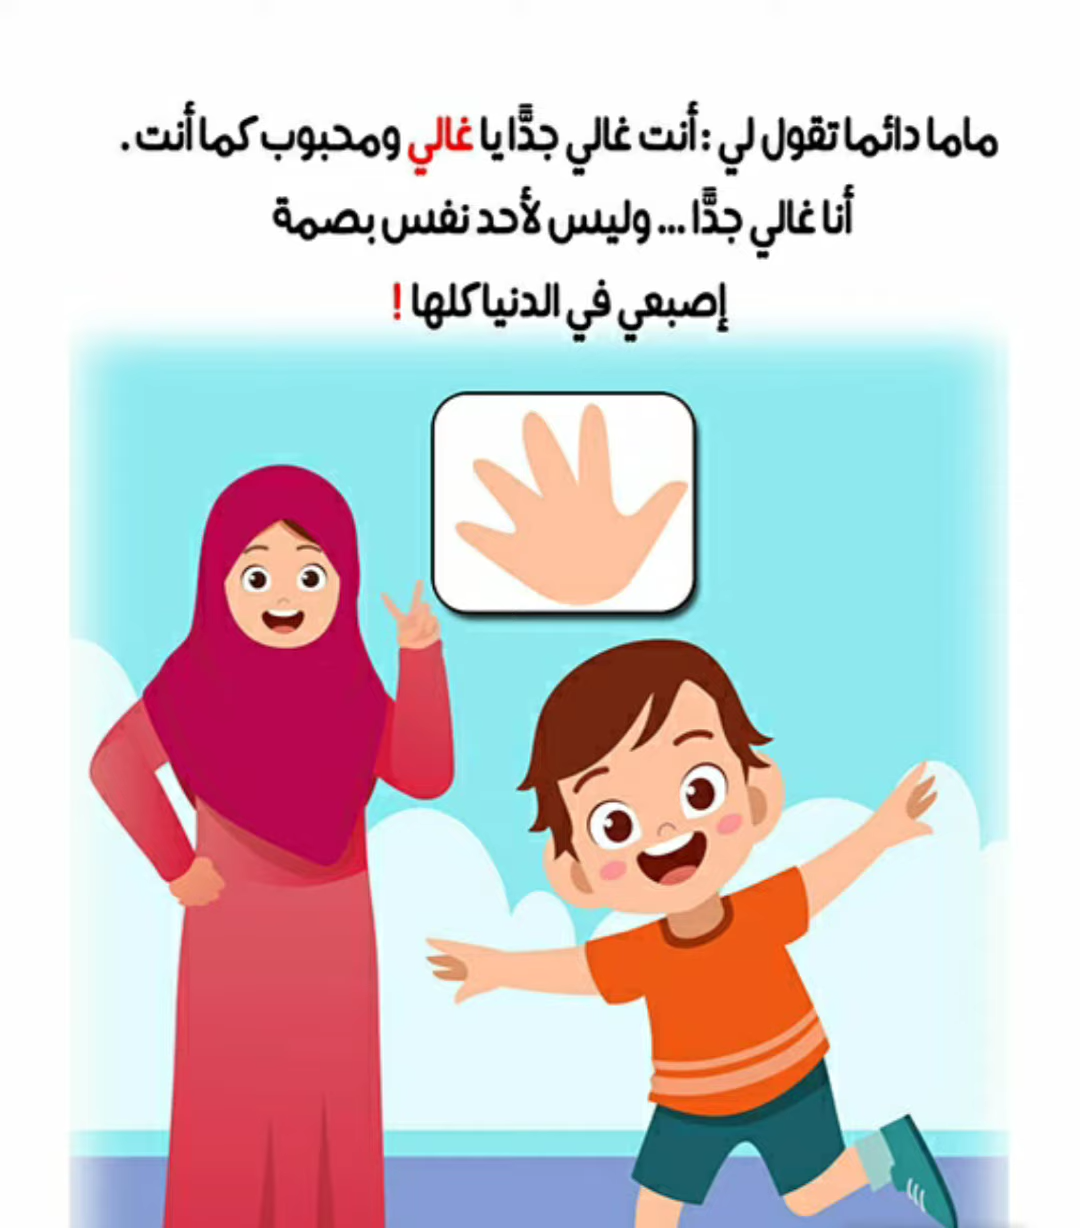 ماما دائما تقول لي : أنت غالي جدًّا يا غالي ومحبوب كما أنت .
أنا غالي جدًّا ... وليس لأحد نفس بصمة
إصبعي في الدنيا كلها !